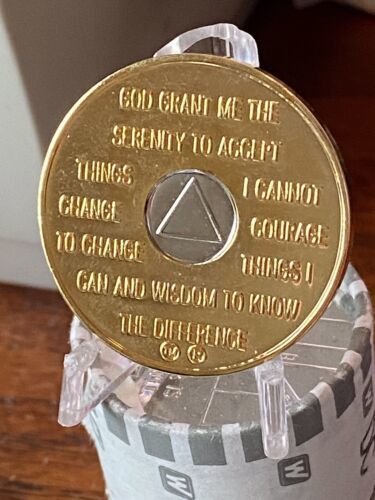 GOD GRANT ME THE
SERENITY TO ACCEPT
THINGS I CANNOT
CHANGE COURAGE
TO CHANGE THINGS I
CAN AND WISDOM TO KNOW
THE DIFFERENCE
W
W
W